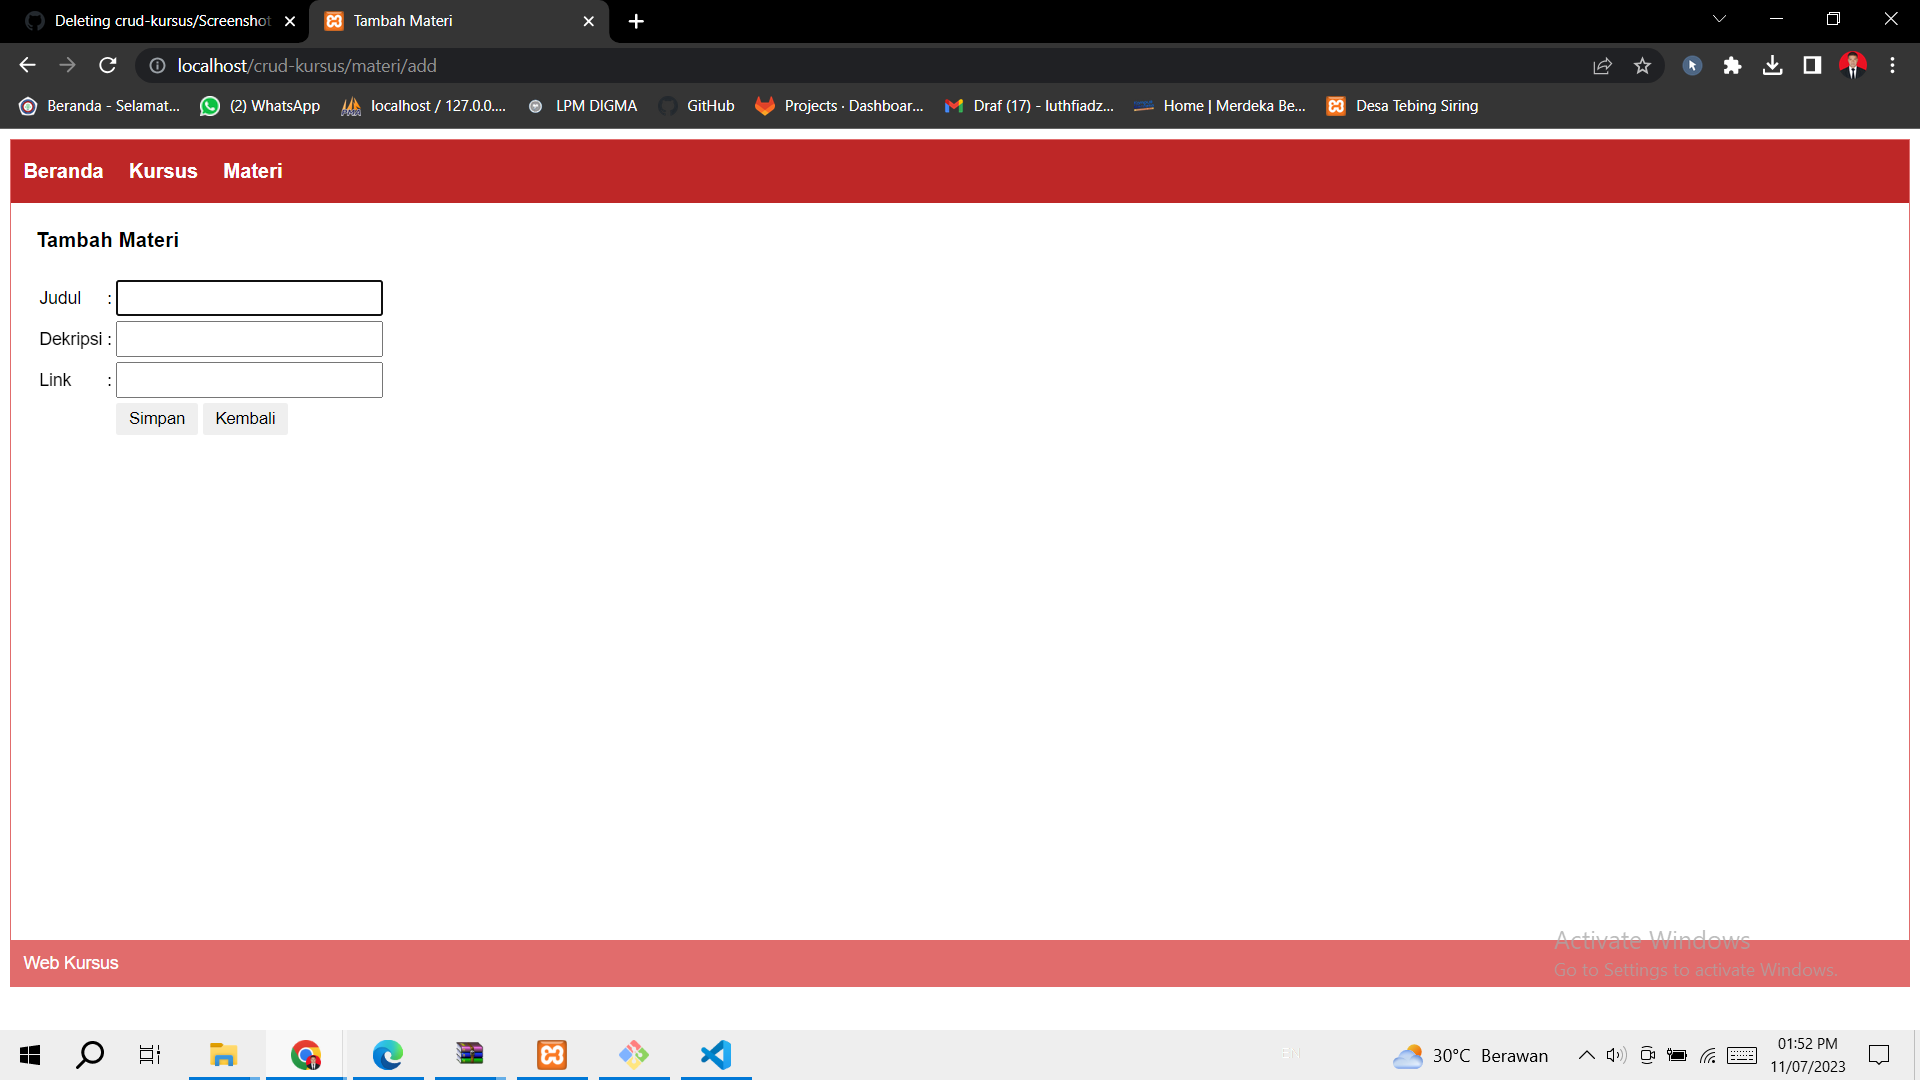 Deleting crud-kursus/Screenshot
Tambah Materi
localhost/crud-kursus/materi/add
Beranda - Selamat...
(2) WhatsApp
localhost / 127.0.0....
LPM DIGMA
GitHub
Projects · Dashboar...
Draf (17) - luthfiadz...
Home | Merdeka Be...
Desa Tebing Siring
Beranda Kursus Materi
Tambah Materi
Judul :
Dekripsi :
Link :
Simpan Kembali
Activate Windows
Web Kursus
Go to Settings to activate Windows.
30°C Berawan
01:52 PM
11/07/2023